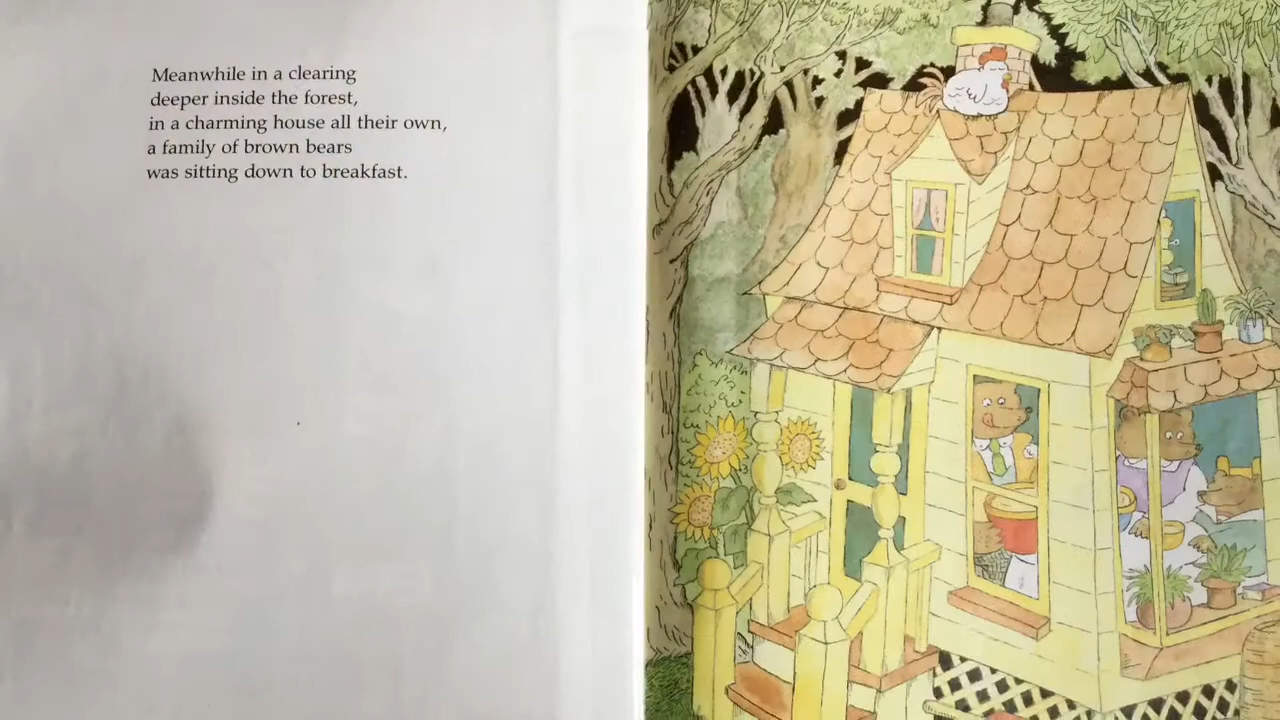 Meanwhile in a clearing
deeper inside the forest,
in a charming house all their own,
a family of brown bears
was sitting down to breakfast.